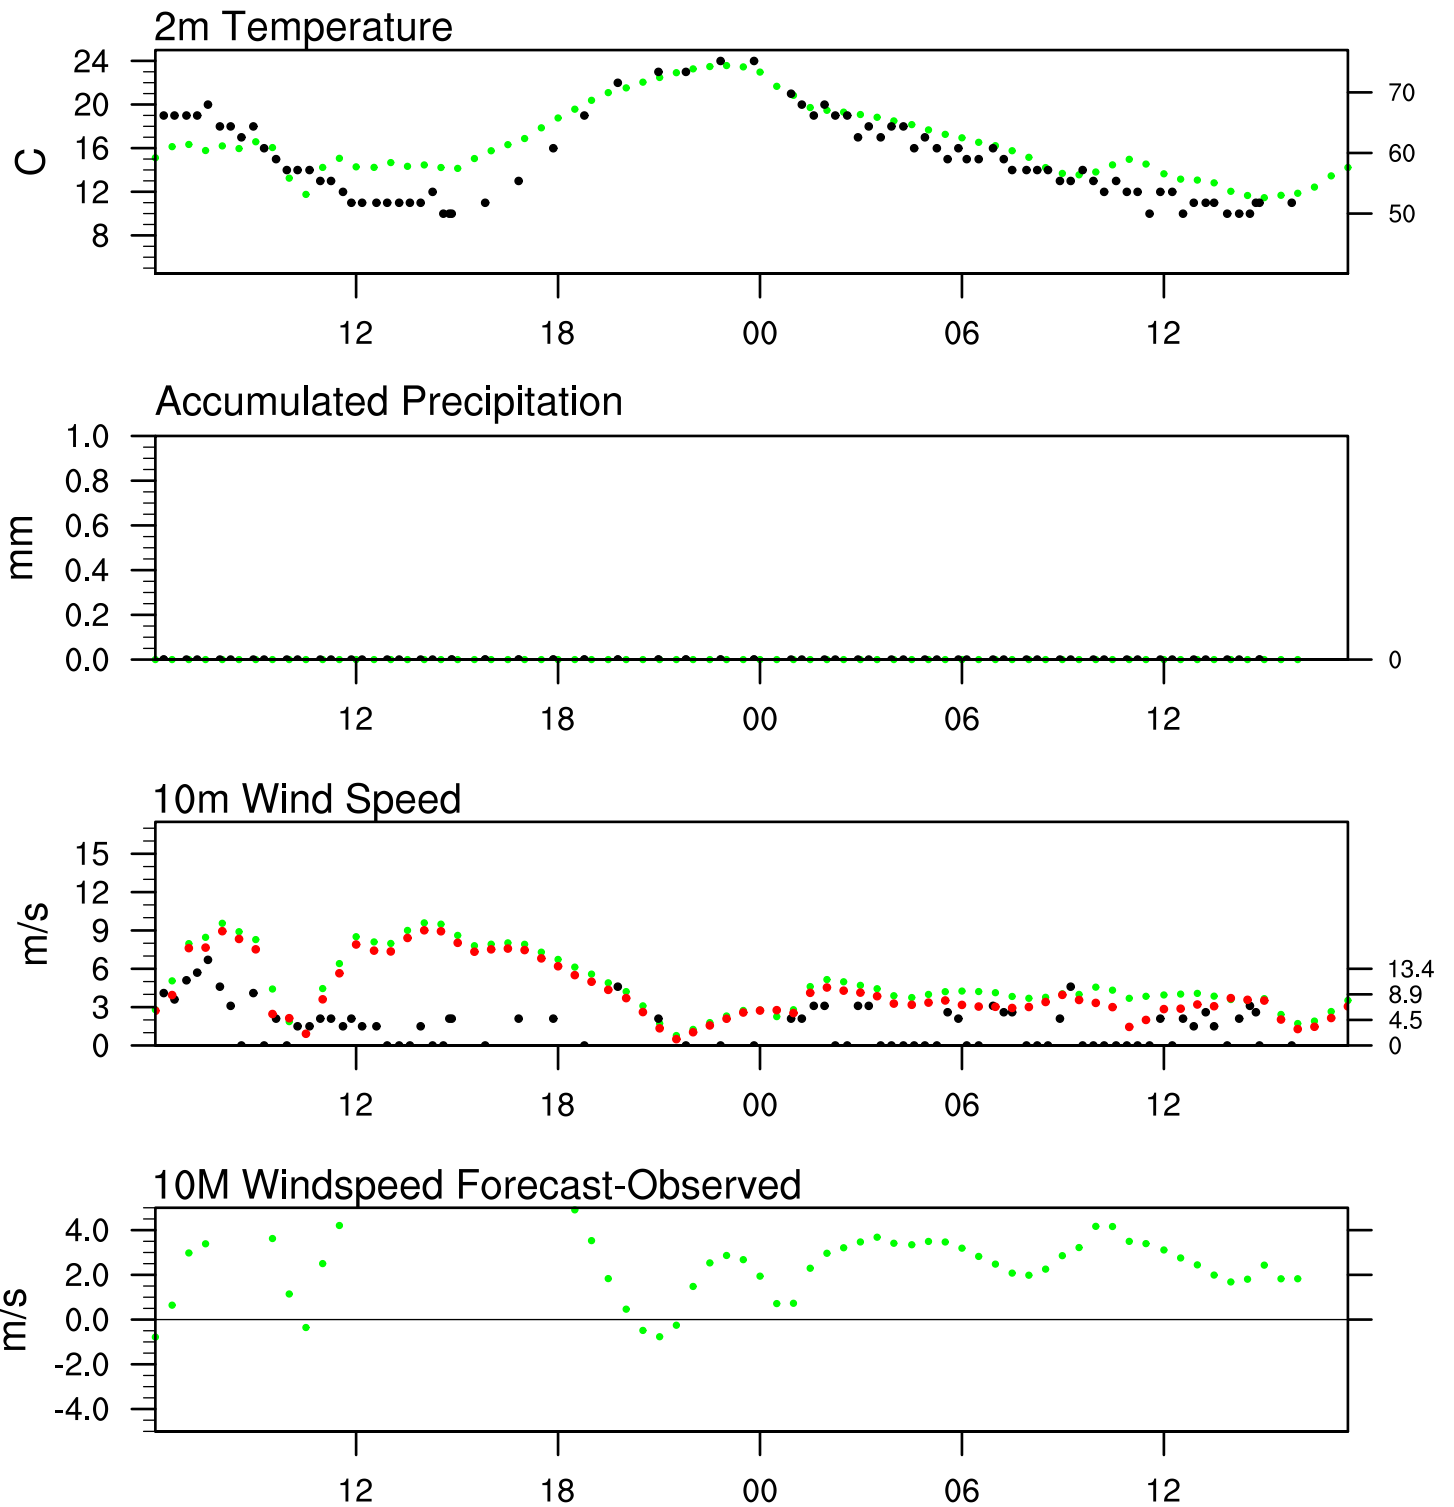 2m Temperature
24
20
16
12
8
C
70
60
50
12 18 00 06 12
Accumulated Precipitation
1.0
0.8
0.6
0.4
0.2
0.0
mm
0
12 18 00 06 12
10m Wind Speed
15
12
9
6
3
0
m/s
13.4
8.9
4.5
0
12 18 00 06 12
10M Windspeed Forecast-Observed
4.0
2.0
0.0
-2.0
-4.0
m/s
12 18 00 06 12